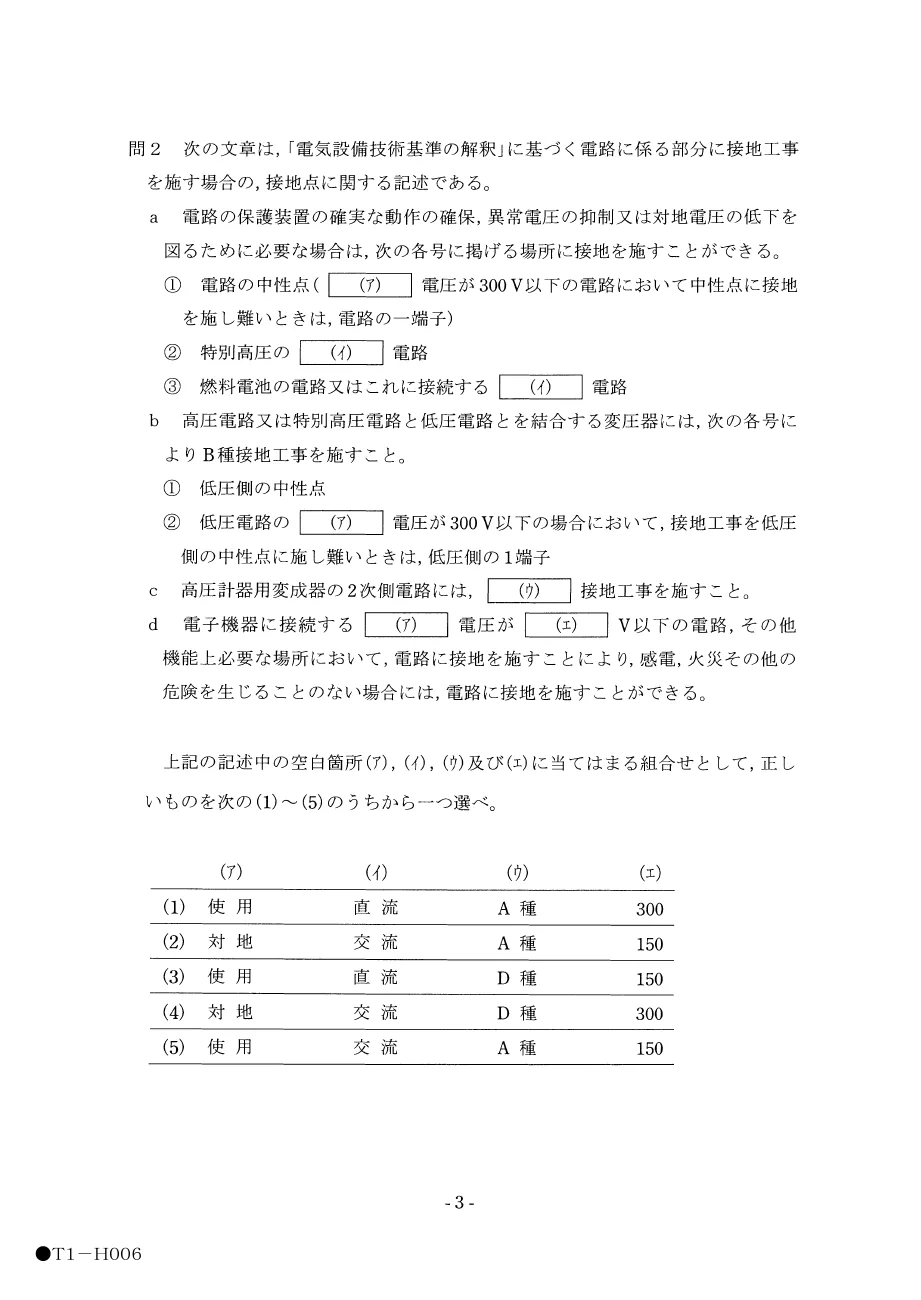 問２　次の文章は,「電気設備技術基準の解釈」に基づく電路に係る部分に接地工事
を施す場合の, 接地点に関する記述である。
a　電路の保護装置の確実な動作の確保, 異常電圧の抑制又は対地電圧の低下を
図るために必要な場合は, 次の各号に掲げる場所に接地を施すことができる。
①　電路の中性点( (ア) 電圧が 300 V以下の電路において中性点に接地
を施し難いときは, 電路の一端子)
②　特別高圧の (イ) 電路
③　燃料電池の電路又はこれに接続する (イ) 電路
b　高圧電路又は特別高圧電路と低圧電路とを結合する変圧器には, 次の各号に
より B種接地工事を施すこと。
①　低圧側の中性点
②　低圧電路の (ア) 電圧が 300 V以下の場合において, 接地工事を低圧
側の中性点に施し難いときは, 低圧側の 1 端子
c　高圧計器用変成器の 2 次側電路には, (ウ) 接地工事を施すこと。
d　電子機器に接続する (ア) 電圧が (エ) V以下の電路, その他
機能上必要な場所において, 電路に接地を施すことにより, 感電, 火災その他の
危険を生じることのない場合には, 電路に接地を施すことができる。
上記の記述中の空白箇所(ア), (イ), (ウ)及び(エ)に当てはまる組合せとして, 正し
いものを次の(1)～(5)のうちから一つ選べ。
(ア)　(イ)　(ウ)　(エ)
(1)　使 用　直 流　A 種　300
(2)　対 地　交 流　A 種　150
(3)　使 用　直 流　D 種　150
(4)　対 地　交 流　D 種　300
(5)　使 用　交 流　A 種　150
- 3 -
●T1－H006